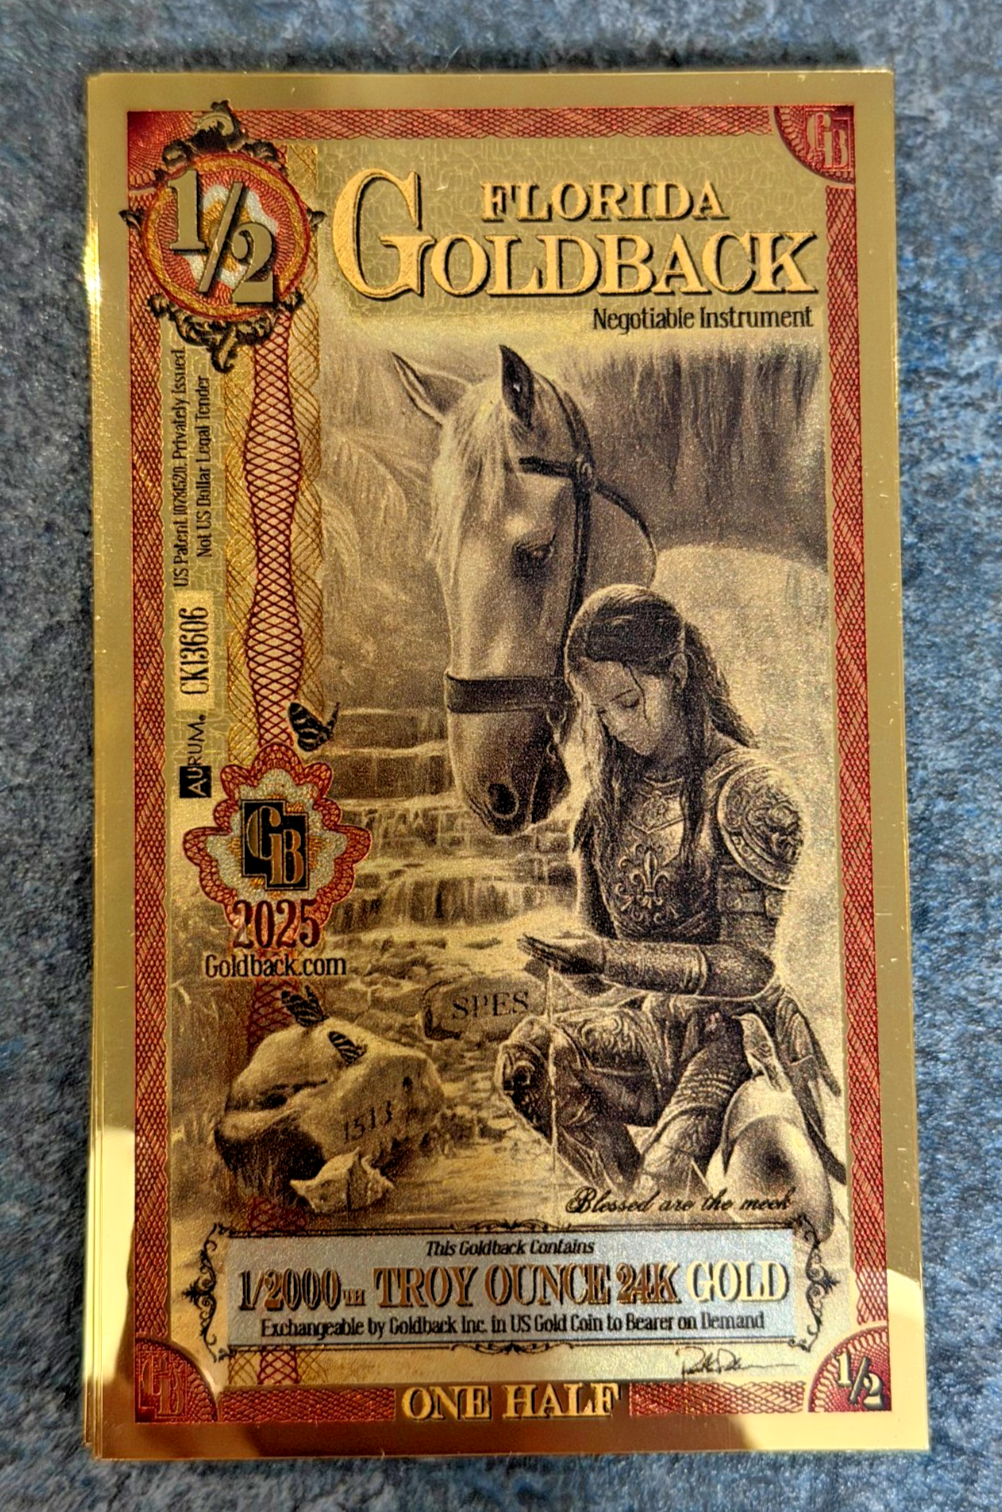 1/2
GB
FLORIDA
GOLDBACK
Negotiable Instrument
US Patent 10792520. Privately Issued
Not US Dollar Legal Tender
CK13606
AURUM®
GB
2025
Goldback.com
SPES
1513
Blessed are the meek
This Goldback Contains
1/2000TH TROY OUNCE 24K GOLD
Exchangeable by Goldback Inc. in US Gold Coin to Bearer on Demand
GB
ONE HALF
1/2